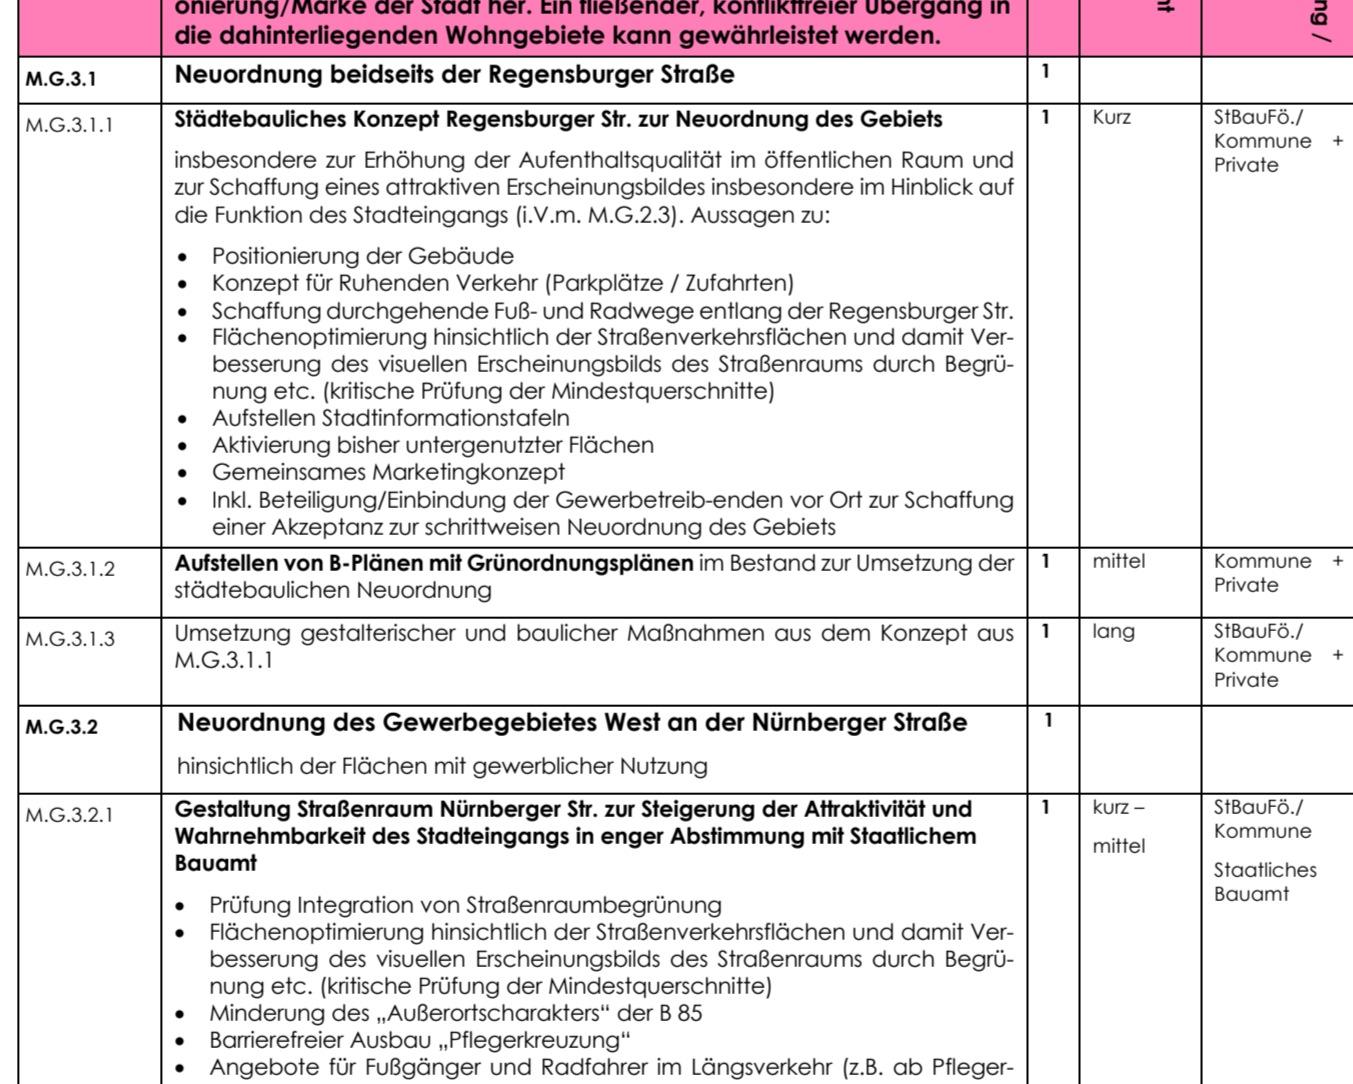 onierung/Marke der Stadt her. Ein fließender, konfliktfreier Übergang in
die dahinterliegenden Wohngebiete kann gewährleistet werden.
ng /
M.G.3.1
Neuordnung beidseits der Regensburger Straße
1
M.G.3.1.1
Städtebauliches Konzept Regensburger Str. zur Neuordnung des Gebiets
insbesondere zur Erhöhung der Aufenthaltsqualität im öffentlichen Raum und
zur Schaffung eines attraktiven Erscheinungsbildes insbesondere im Hinblick auf
die Funktion des Stadteingangs (i.V.m. M.G.2.3). Aussagen zu:
• Positionierung der Gebäude
• Konzept für Ruhenden Verkehr (Parkplätze / Zufahrten)
• Schaffung durchgehende Fuß- und Radwege entlang der Regensburger Str.
• Flächenoptimierung hinsichtlich der Straßenverkehrsflächen und damit Ver-
besserung des visuellen Erscheinungsbilds des Straßenraums durch Begrü-
nung etc. (kritische Prüfung der Mindestquerschnitte)
• Aufstellen Stadtinformationstafeln
• Aktivierung bisher untergenutzter Flächen
• Gemeinsames Marketingkonzept
• Inkl. Beteiligung/Einbindung der Gewerbetreib-enden vor Ort zur Schaffung
einer Akzeptanz zur schrittweisen Neuordnung des Gebiets
1
Kurz
StBauFö./
Kommune +
Private
M.G.3.1.2
Aufstellen von B-Plänen mit Grünordnungsplänen im Bestand zur Umsetzung der
städtebaulichen Neuordnung
1
mittel
Kommune +
Private
M.G.3.1.3
Umsetzung gestalterischer und baulicher Maßnahmen aus dem Konzept aus
M.G.3.1.1
1
lang
StBauFö./
Kommune +
Private
M.G.3.2
Neuordnung des Gewerbegebietes West an der Nürnberger Straße
hinsichtlich der Flächen mit gewerblicher Nutzung
1
M.G.3.2.1
Gestaltung Straßenraum Nürnberger Str. zur Steigerung der Attraktivität und
Wahrnehmbarkeit des Stadteingangs in enger Abstimmung mit Staatlichem
Bauamt
• Prüfung Integration von Straßenraumbegrünung
• Flächenoptimierung hinsichtlich der Straßenverkehrsflächen und damit Ver-
besserung des visuellen Erscheinungsbilds des Straßenraums durch Begrü-
nung etc. (kritische Prüfung der Mindestquerschnitte)
• Minderung des „Außerortscharakters“ der B 85
• Barrierefreier Ausbau „Pflegerkreuzung“
• Angebote für Fußgänger und Radfahrer im Längsverkehr (z.B. ab Pfleger-
1
kurz –
mittel
StBauFö./
Kommune
Staatliches
Bauamt